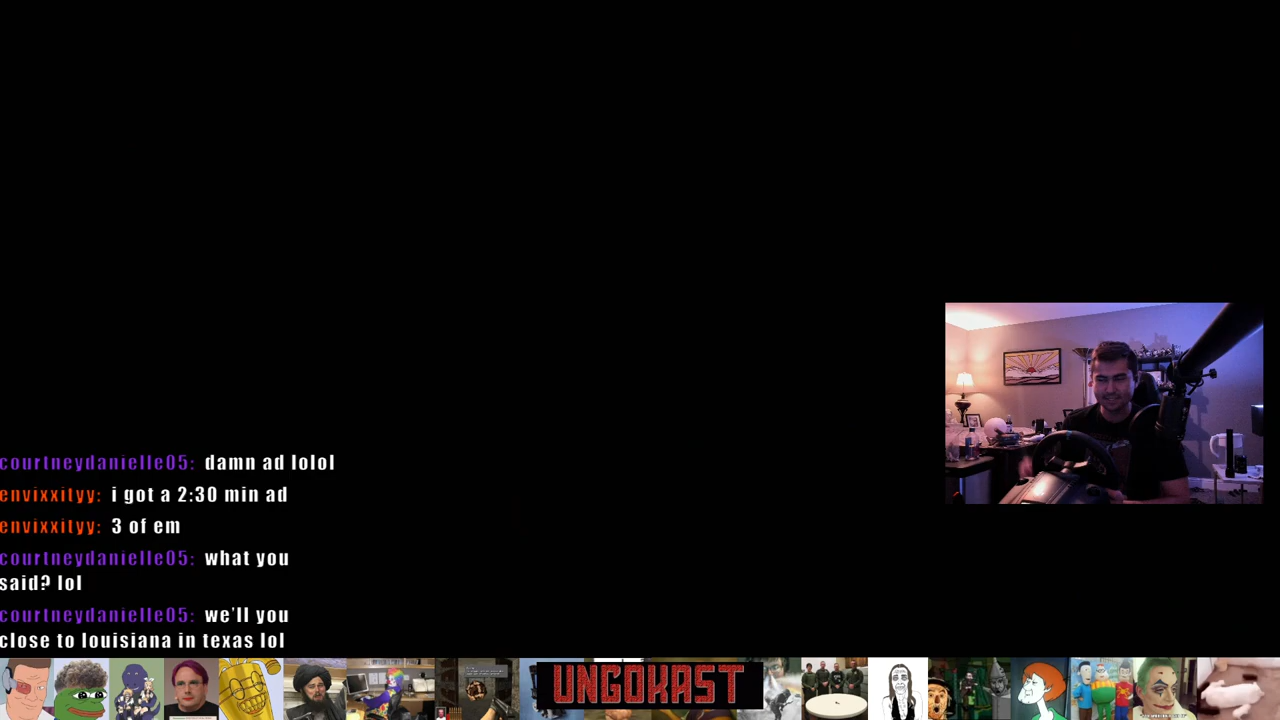 courtneydanielle05: damn ad lolol
envixxityy: i got a 2:30 min ad
envixxityy: 3 of em
courtneydanielle05: what you
said? lol
courtneydanielle05: we'll you
close to louisiana in texas lol
UNGOKAST